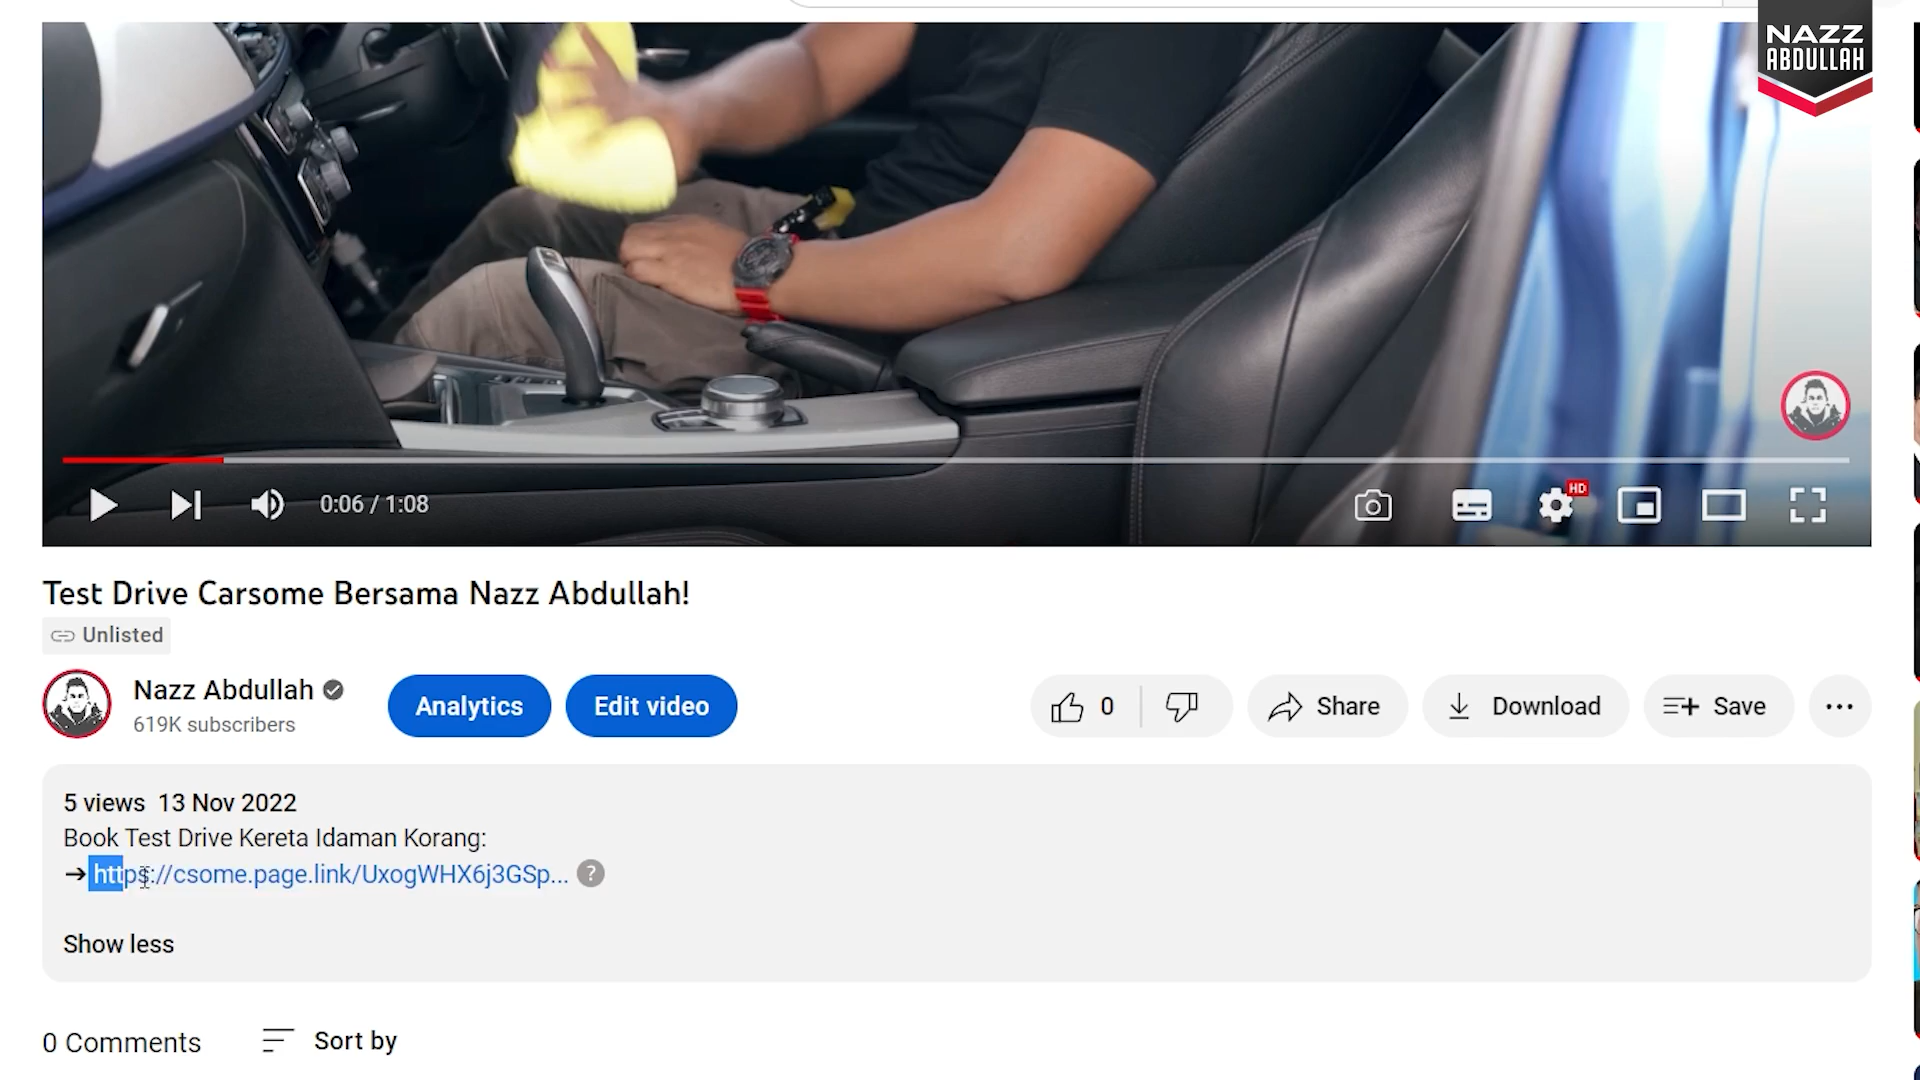 NAZZ
ABDULLAH
0:06 / 1:08
HD
Test Drive Carsome Bersama Nazz Abdullah!
Unlisted
Nazz Abdullah
619K subscribers
Analytics
Edit video
0
Share
Download
Save
5 views 13 Nov 2022
Book Test Drive Kereta Idaman Korang:
➔ https://csome.page.link/UxogWHX6j3GSp... ?
Show less
0 Comments
Sort by